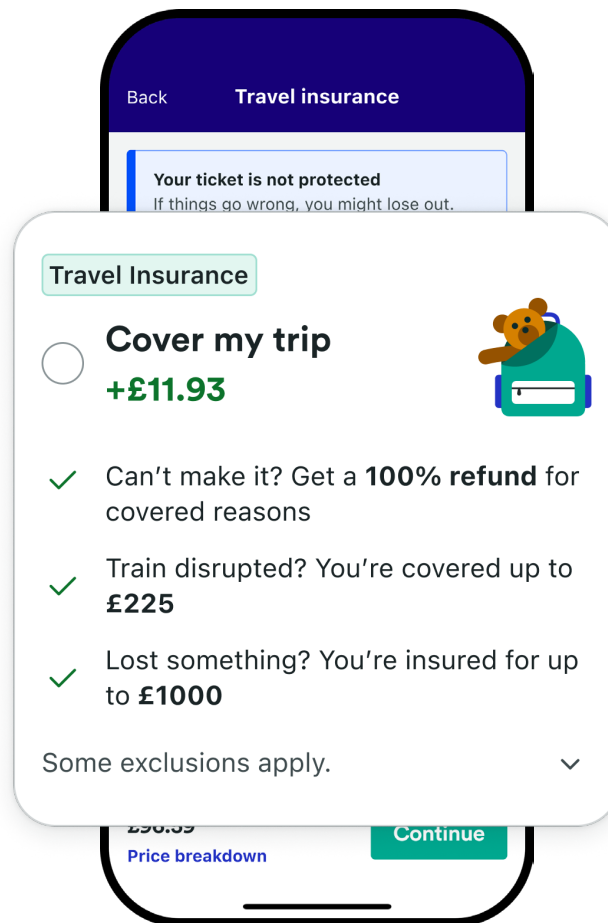 Back
Travel insurance
Your ticket is not protected
If things go wrong, you might lose out.
Travel Insurance
Cover my trip
+£11.93
Can't make it? Get a 100% refund for
covered reasons
Train disrupted? You're covered up to
£225
Lost something? You're insured for up
to £1000
Some exclusions apply.
Continue
Price breakdown